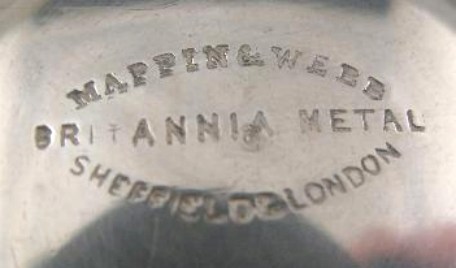 MAPPIN & WEBB
BRITANNIA METAL
SHEFFIELD & LONDON